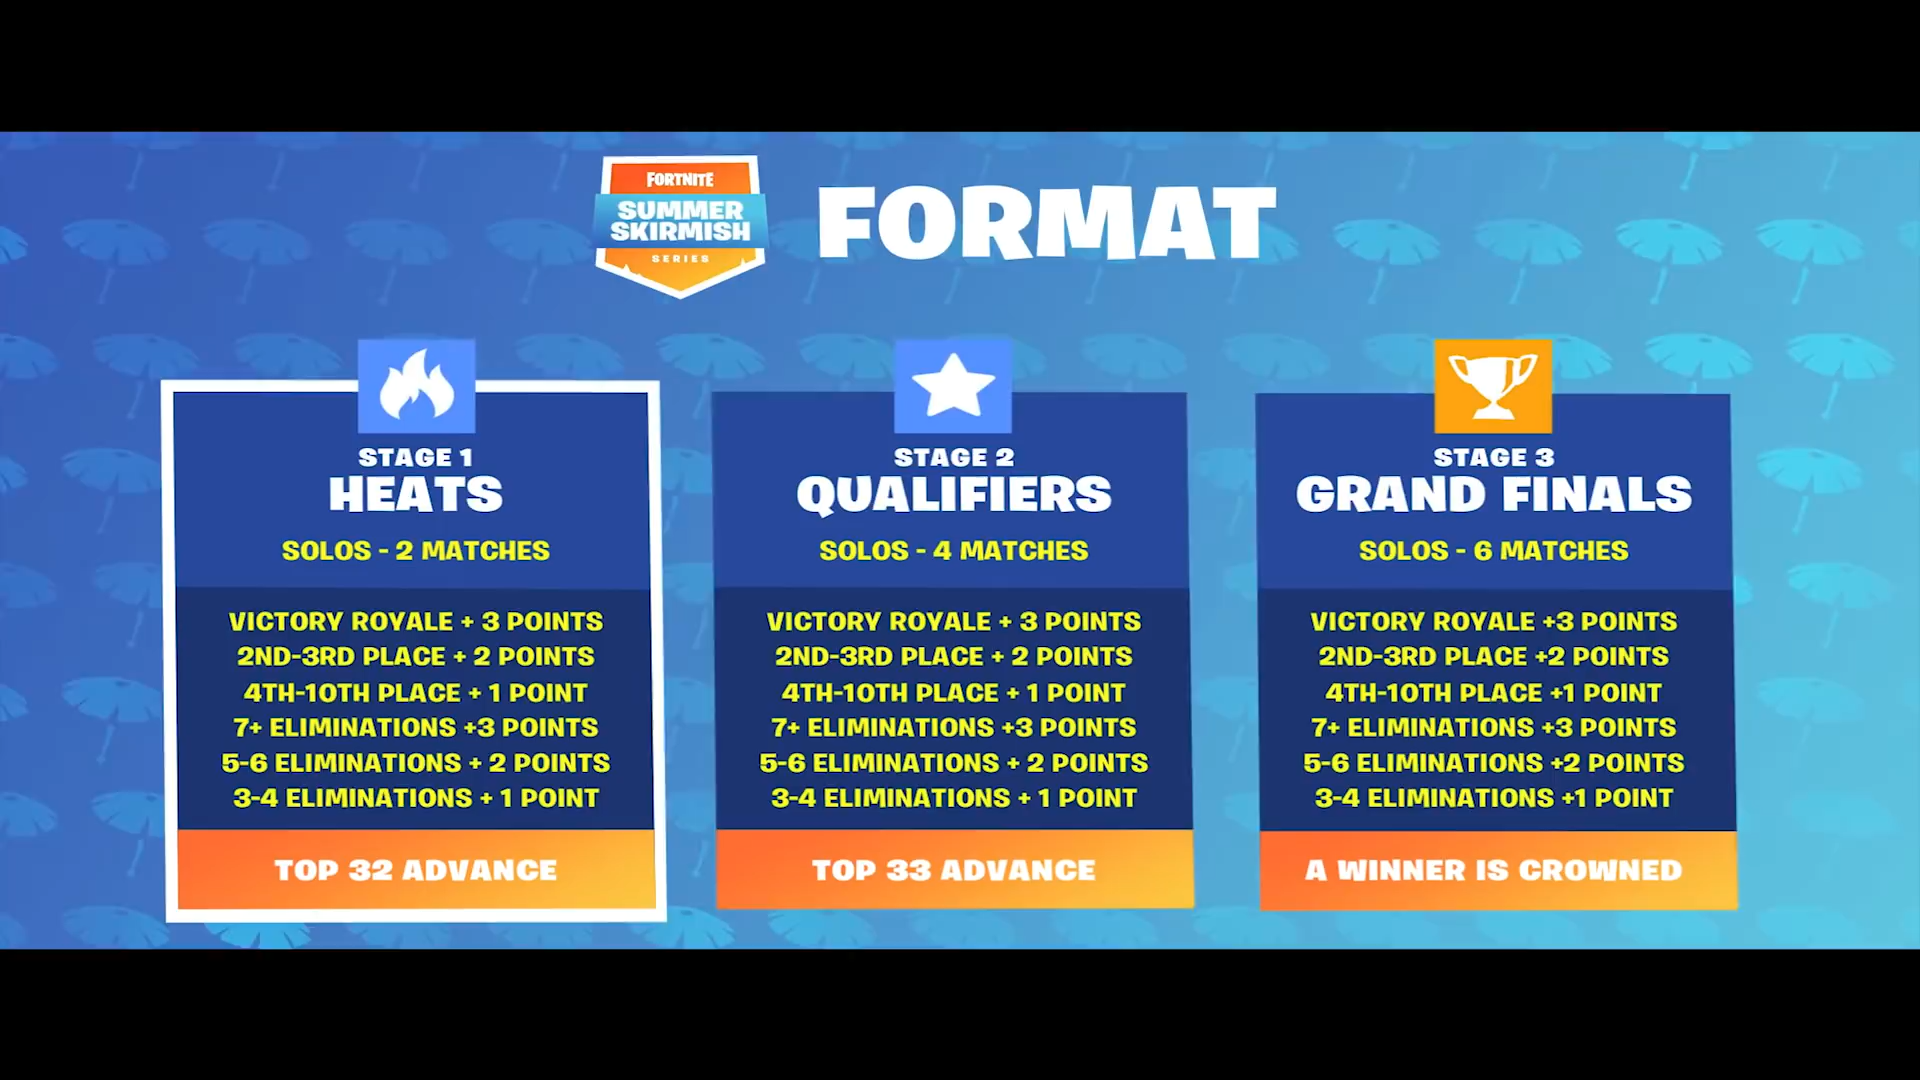 FORTNITE
SUMMER
SKIRMISH
SERIES
FORMAT
STAGE 1
HEATS
SOLOS - 2 MATCHES
VICTORY ROYALE + 3 POINTS
2ND-3RD PLACE + 2 POINTS
4TH-10TH PLACE + 1 POINT
7+ ELIMINATIONS +3 POINTS
5-6 ELIMINATIONS + 2 POINTS
3-4 ELIMINATIONS + 1 POINT
TOP 32 ADVANCE
STAGE 2
QUALIFIERS
SOLOS - 4 MATCHES
VICTORY ROYALE + 3 POINTS
2ND-3RD PLACE + 2 POINTS
4TH-10TH PLACE + 1 POINT
7+ ELIMINATIONS +3 POINTS
5-6 ELIMINATIONS + 2 POINTS
3-4 ELIMINATIONS + 1 POINT
TOP 33 ADVANCE
STAGE 3
GRAND FINALS
SOLOS - 6 MATCHES
VICTORY ROYALE +3 POINTS
2ND-3RD PLACE +2 POINTS
4TH-10TH PLACE +1 POINT
7+ ELIMINATIONS +3 POINTS
5-6 ELIMINATIONS +2 POINTS
3-4 ELIMINATIONS +1 POINT
A WINNER IS CROWNED